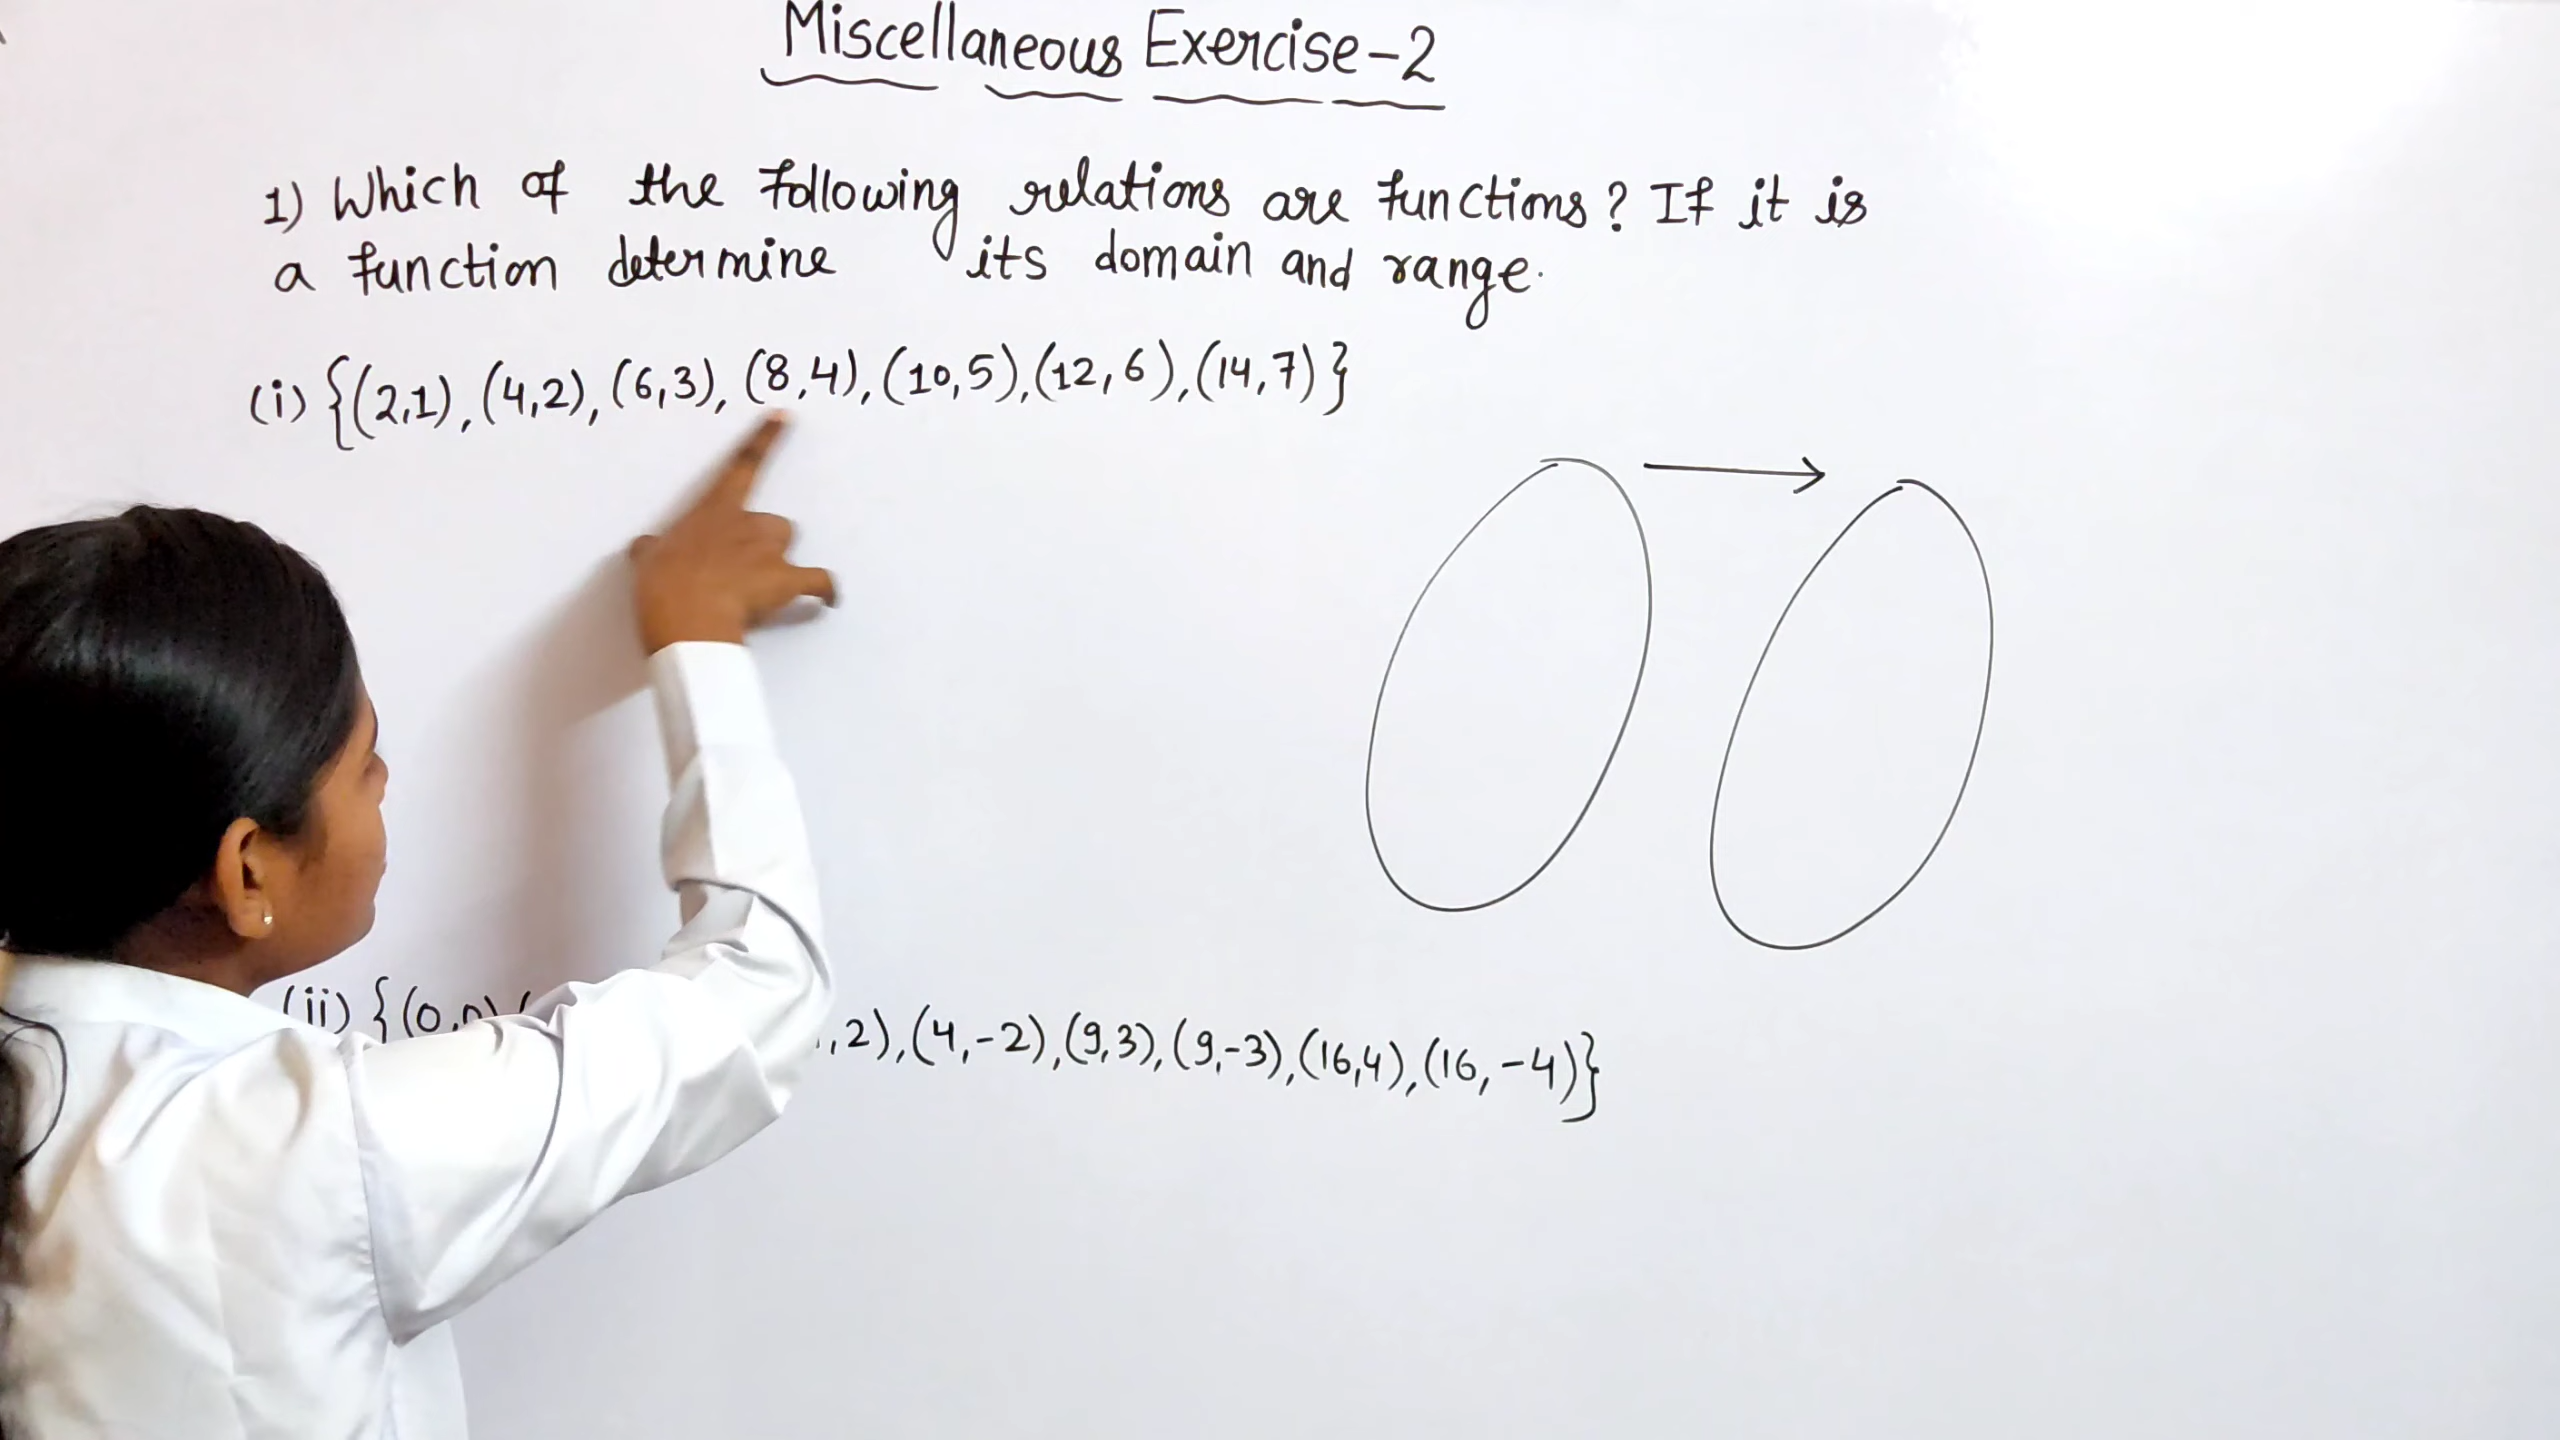 Miscellaneous Exercise-2
1) Which of the following relations are functions? If it is
a function determine its domain and range.
(i) {(2,1), (4,2), (6,3), (8,4), (10,5), (12,6), (14,7)}
(ii) {(0,0) ,2), (4,-2), (9,3), (9,-3), (16,4), (16,-4)}